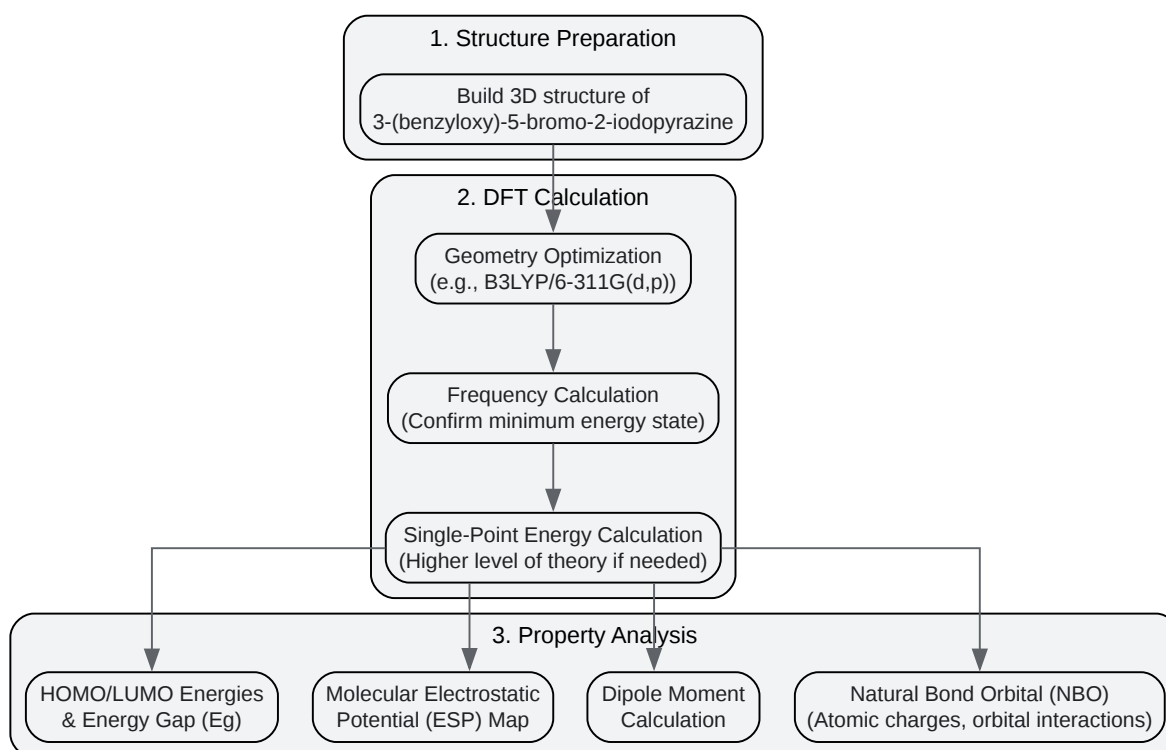 1. Structure Preparation
Build 3D structure of
3-(benzyloxy)-5-bromo-2-iodopyrazine
2. DFT Calculation
Geometry Optimization
(e.g., B3LYP/6-311G(d,p))
Frequency Calculation
(Confirm minimum energy state)
Single-Point Energy Calculation
(Higher level of theory if needed)
3. Property Analysis
HOMO/LUMO Energies
& Energy Gap (Eg)
Molecular Electrostatic
Potential (ESP) Map
Dipole Moment
Calculation
Natural Bond Orbital (NBO)
(Atomic charges, orbital interactions)